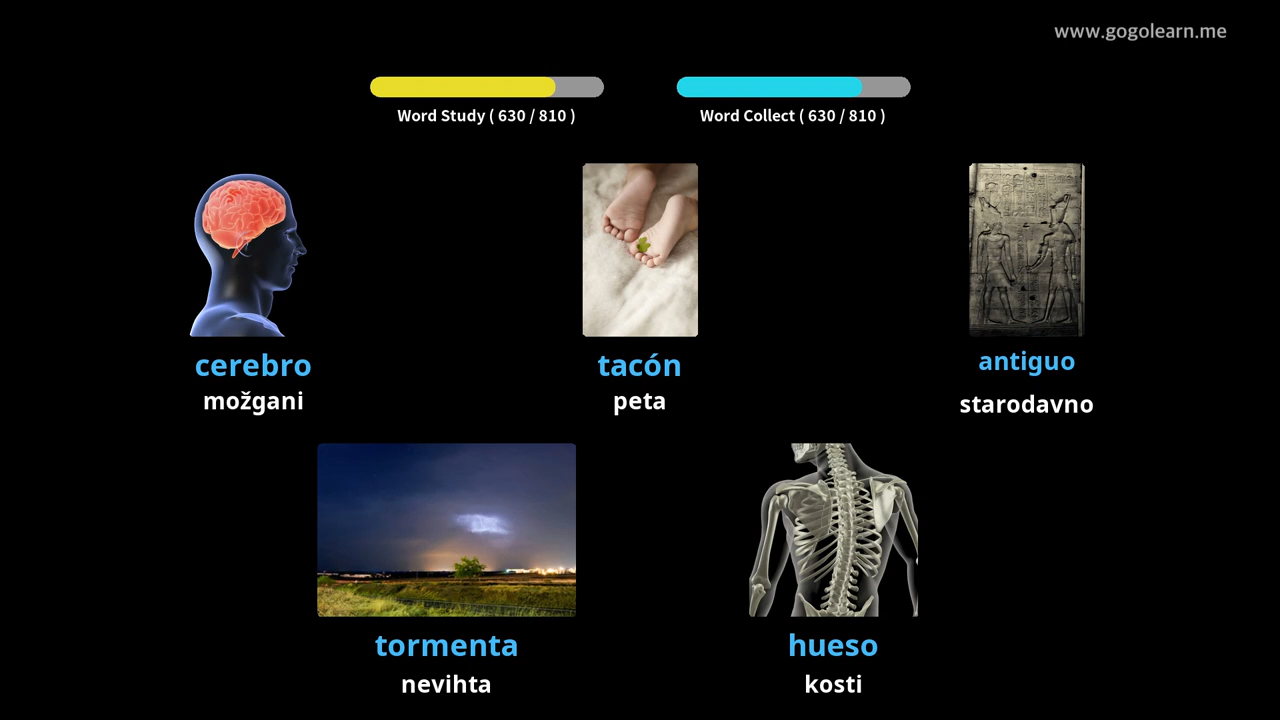 www.gogolearn.me
Word Study ( 630 / 810 )
Word Collect ( 630 / 810 )
cerebro
možgani
tacón
peta
antiguo
starodavno
tormenta
nevihta
hueso
kosti